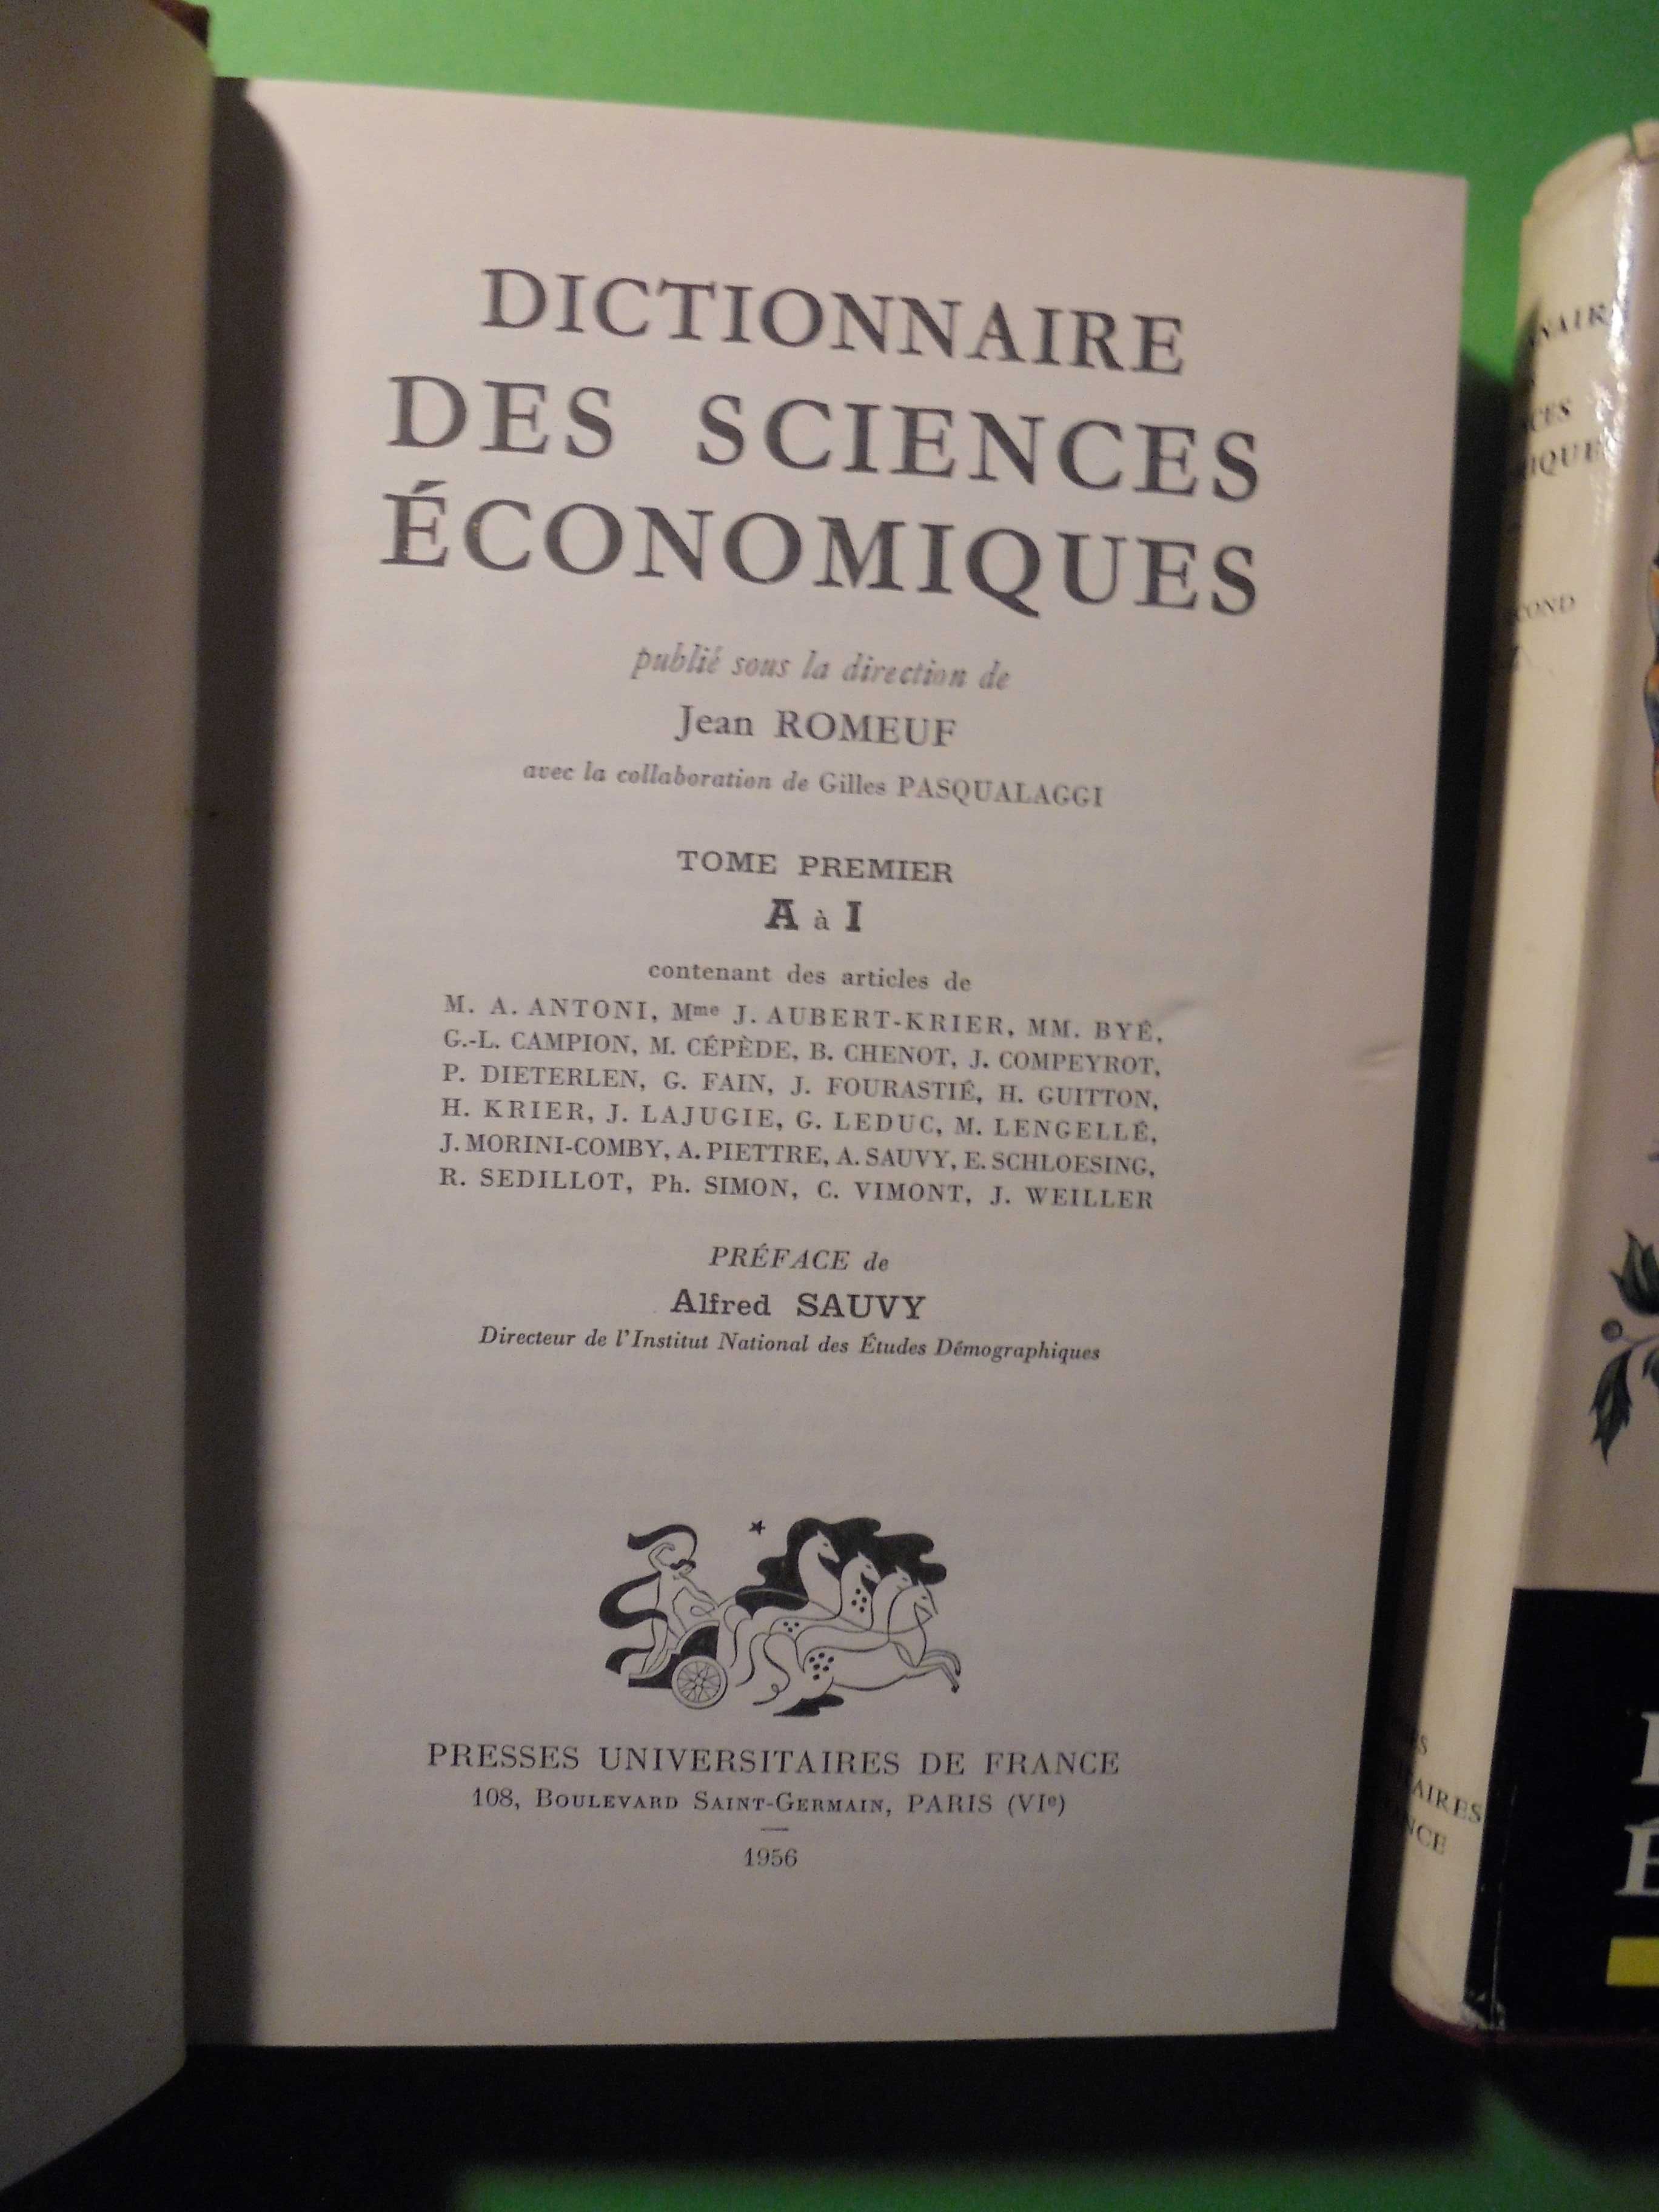 DICTIONNAIRE
DES SCIENCES
ÉCONOMIQUES
publié sous la direction de
Jean ROMEUF
avec la collaboration de Gilles PASQUALAGGI
TOME PREMIER
A à I
contenant des articles de
M. A. ANTONI, Mme J. AUBERT-KRIER, MM. BYÉ,
G.-L. CAMPION, M. CÉPÈDE, B. CHENOT, J. COMPEYROT,
P. DIETERLEN, G. FAIN, J. FOURASTIÉ, H. GUITTON,
H. KRIER, J. LAJUGIE, G. LEDUC, M. LENGELLÉ,
J. MORINI-COMBY, A. PIETTRE, A. SAUVY, E. SCHLOESING,
R. SEDILLOT, Ph. SIMON, C. VIMONT, J. WEILLER
PRÉFACE de
Alfred SAUVY
Directeur de l'Institut National des Études Démographiques
PRESSES UNIVERSITAIRES DE FRANCE
108, BOULEVARD SAINT-GERMAIN, PARIS (VIe)
1956